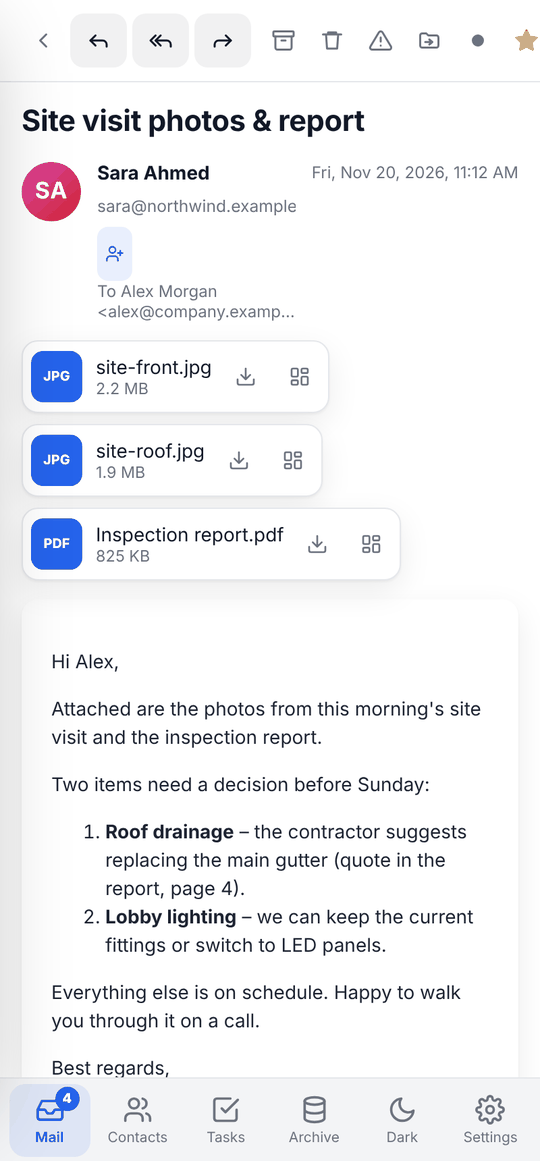 Site visit photos & report
SA
Sara Ahmed
Fri, Nov 20, 2026, 11:12 AM
sara@northwind.example
To Alex Morgan
<alex@company.examp...
JPG
site-front.jpg
2.2 MB
JPG
site-roof.jpg
1.9 MB
PDF
Inspection report.pdf
825 KB
Hi Alex,
Attached are the photos from this morning's site
visit and the inspection report.
Two items need a decision before Sunday:
1. Roof drainage – the contractor suggests
replacing the main gutter (quote in the
report, page 4).
2. Lobby lighting – we can keep the current
fittings or switch to LED panels.
Everything else is on schedule. Happy to walk
you through it on a call.
Best regards,
4
Mail
Contacts
Tasks
Archive
Dark
Settings